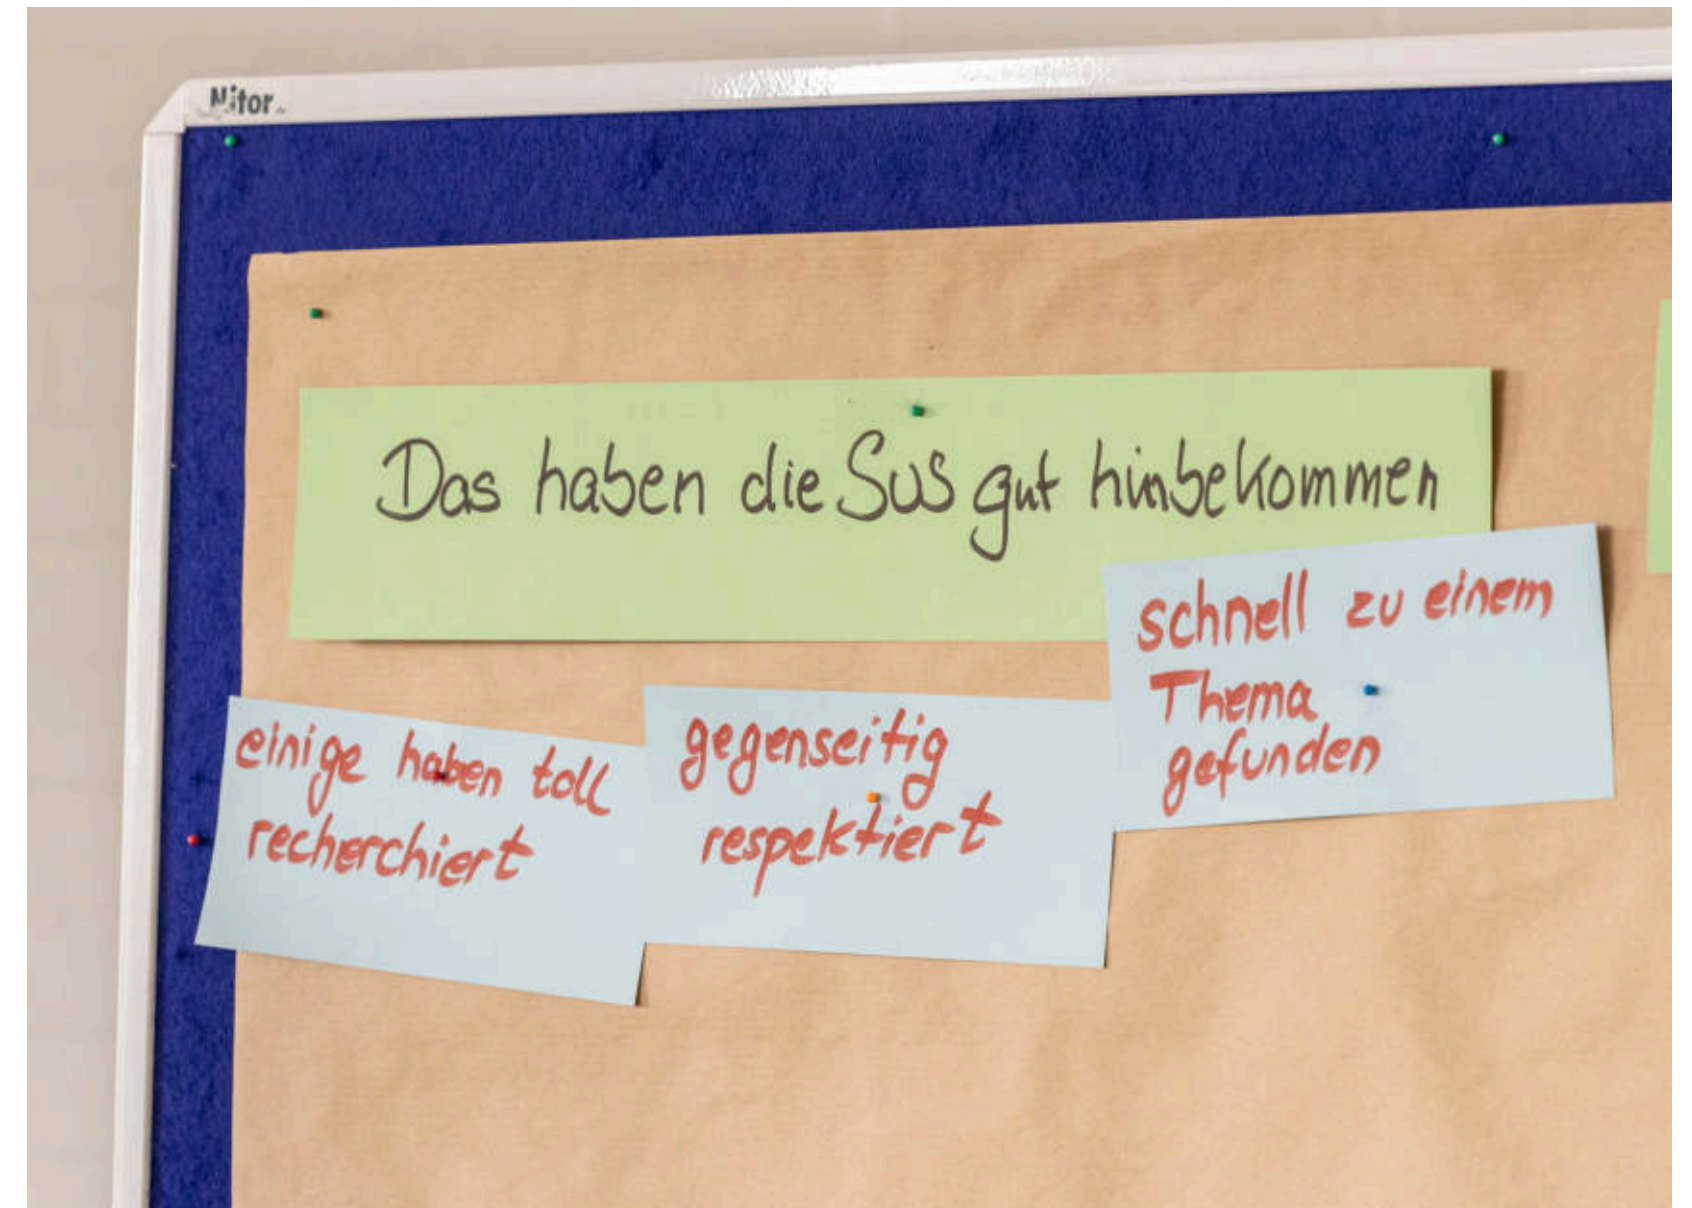 Nitor
Das haben die SuS gut hinbekommen
schnell zu einem
Thema
gefunden
einige haben toll
recherchiert
gegenseitig
respektiert